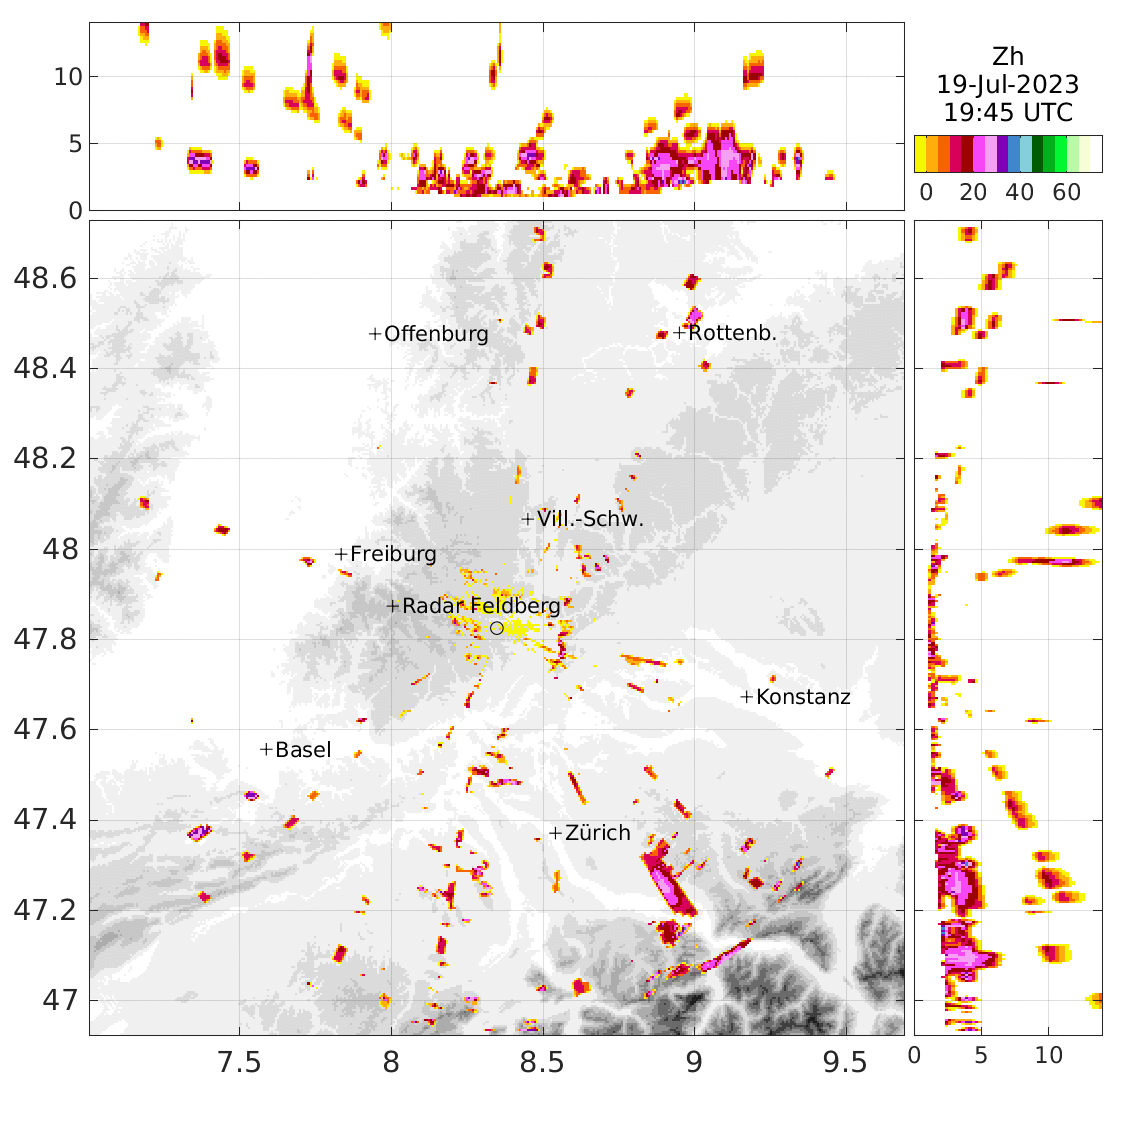 10
5
0
Zh
19-Jul-2023
19:45 UTC
0 20 40 60
48.6
48.4
48.2
48
47.8
47.6
47.4
47.2
47
+Offenburg
+Rottenb.
+Vill.-Schw.
+Freiburg
+Radar Feldberg
+Konstanz
+Basel
+Zürich
7.5 8 8.5 9 9.5
0 5 10